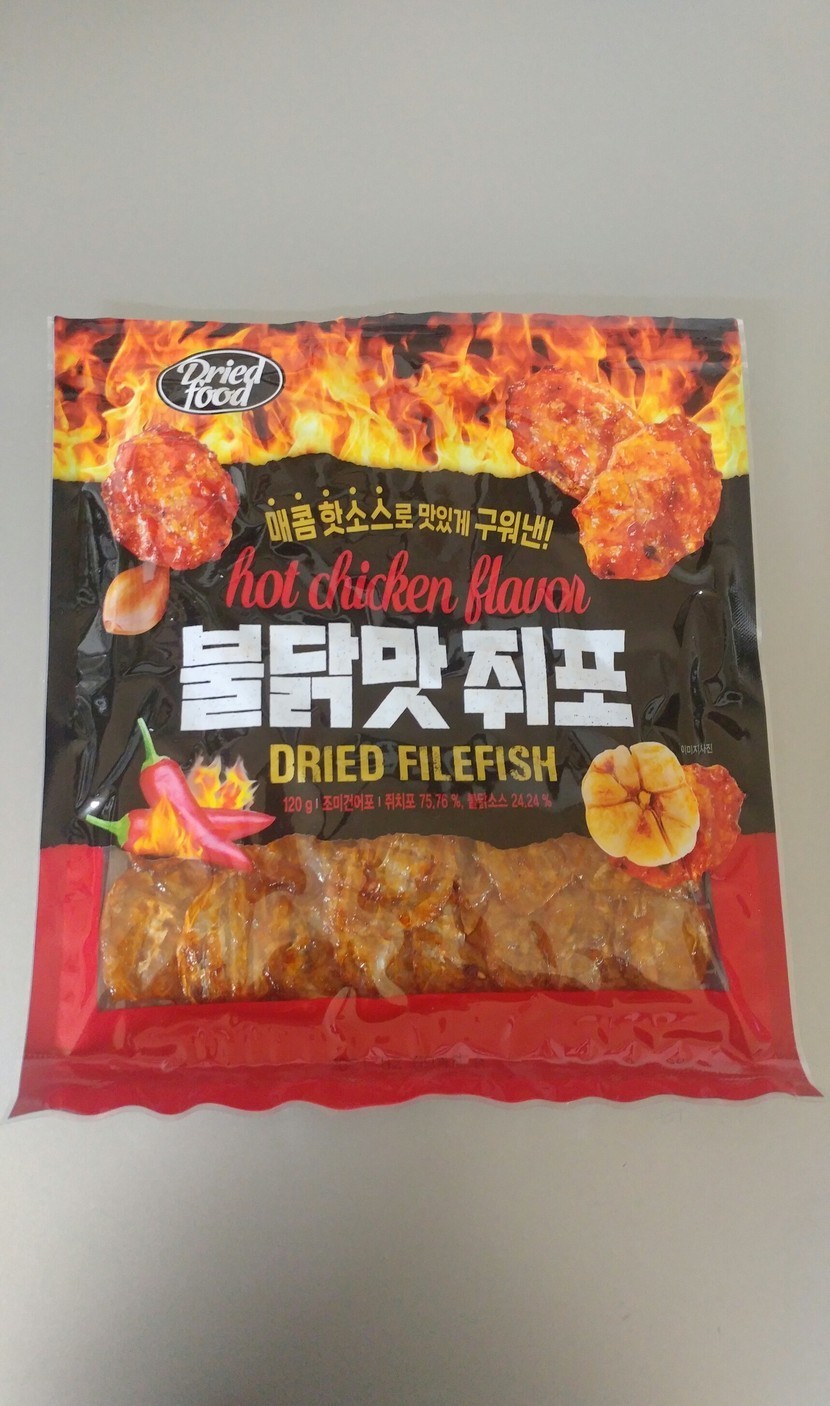 Dried
food
매콤 핫소스로 맛있게 구워낸!
hot chicken flavor
불닭맛 쥐포
DRIED FILEFISH
이미지사진
120 g | 조미건어포 | 쥐치포 75.76 %, 불닭소스 24.24 %